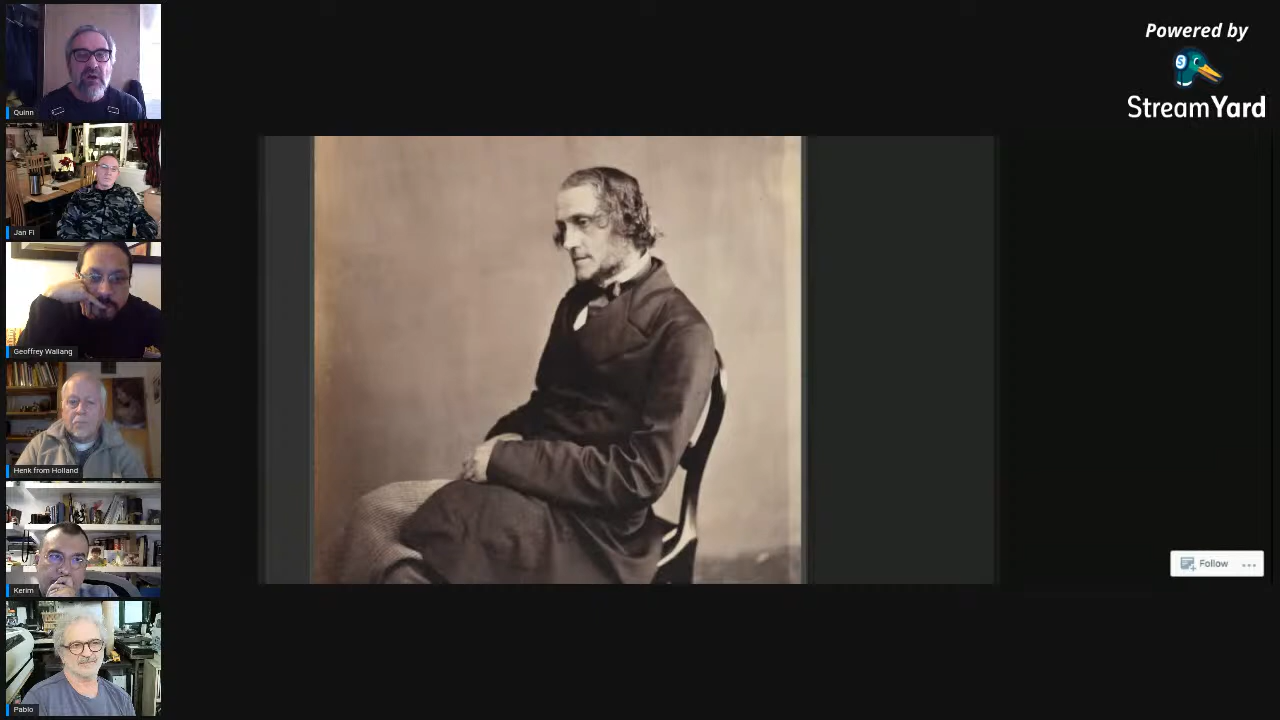 Powered by
StreamYard
Quinn
Jan Fl
Geoffrey Wallang
Henk from Holland
Kerim
Pablo
Follow